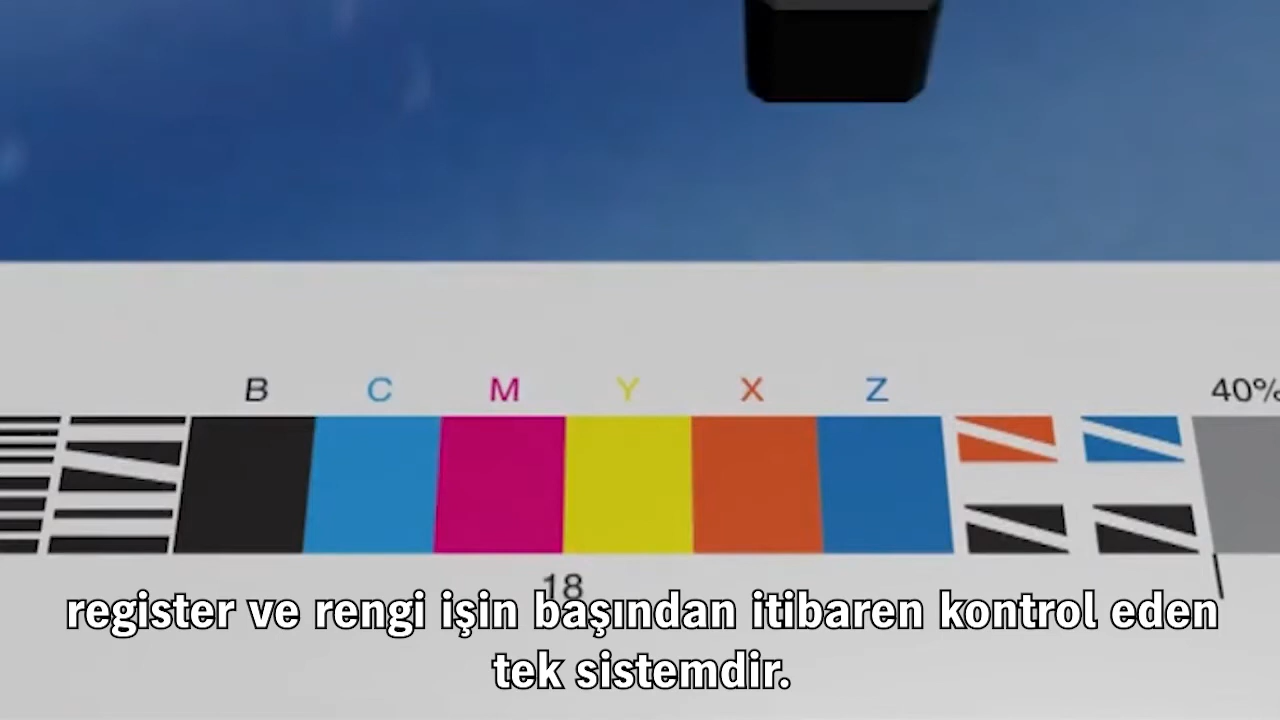 B C M Y X Z 40%
18
register ve rengi işin başından itibaren kontrol eden
tek sistemdir.